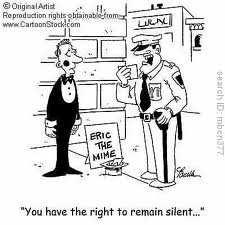 © Original Artist
Reproduction rights obtainable from
www.CartoonStock.com
ERIC
THE
MIME
"You have the right to remain silent..."
search ID: mbcn377